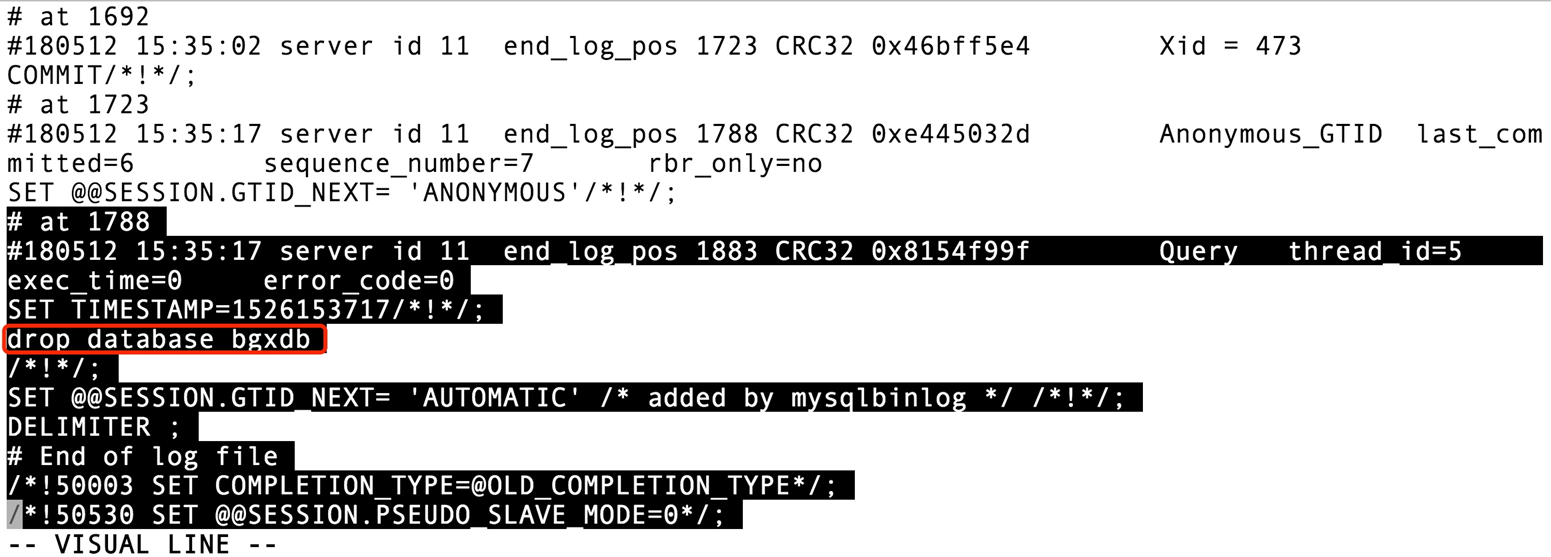 # at 1692
#180512 15:35:02 server id 11  end_log_pos 1723 CRC32 0x46bff5e4        Xid = 473
COMMIT/*!*/;
# at 1723
#180512 15:35:17 server id 11  end_log_pos 1788 CRC32 0xe445032d        Anonymous_GTID  last_com
mitted=6        sequence_number=7       rbr_only=no
SET @@SESSION.GTID_NEXT= 'ANONYMOUS'/*!*/;
# at 1788
#180512 15:35:17 server id 11  end_log_pos 1883 CRC32 0x8154f99f        Query   thread_id=5
exec_time=0     error_code=0
SET TIMESTAMP=1526153717/*!*/;
drop database bgxdb
/*!*/;
SET @@SESSION.GTID_NEXT= 'AUTOMATIC' /* added by mysqlbinlog */ /*!*/;
DELIMITER ;
# End of log file
/*!50003 SET COMPLETION_TYPE=@OLD_COMPLETION_TYPE*/;
/*!50530 SET @@SESSION.PSEUDO_SLAVE_MODE=0*/;
-- VISUAL LINE --